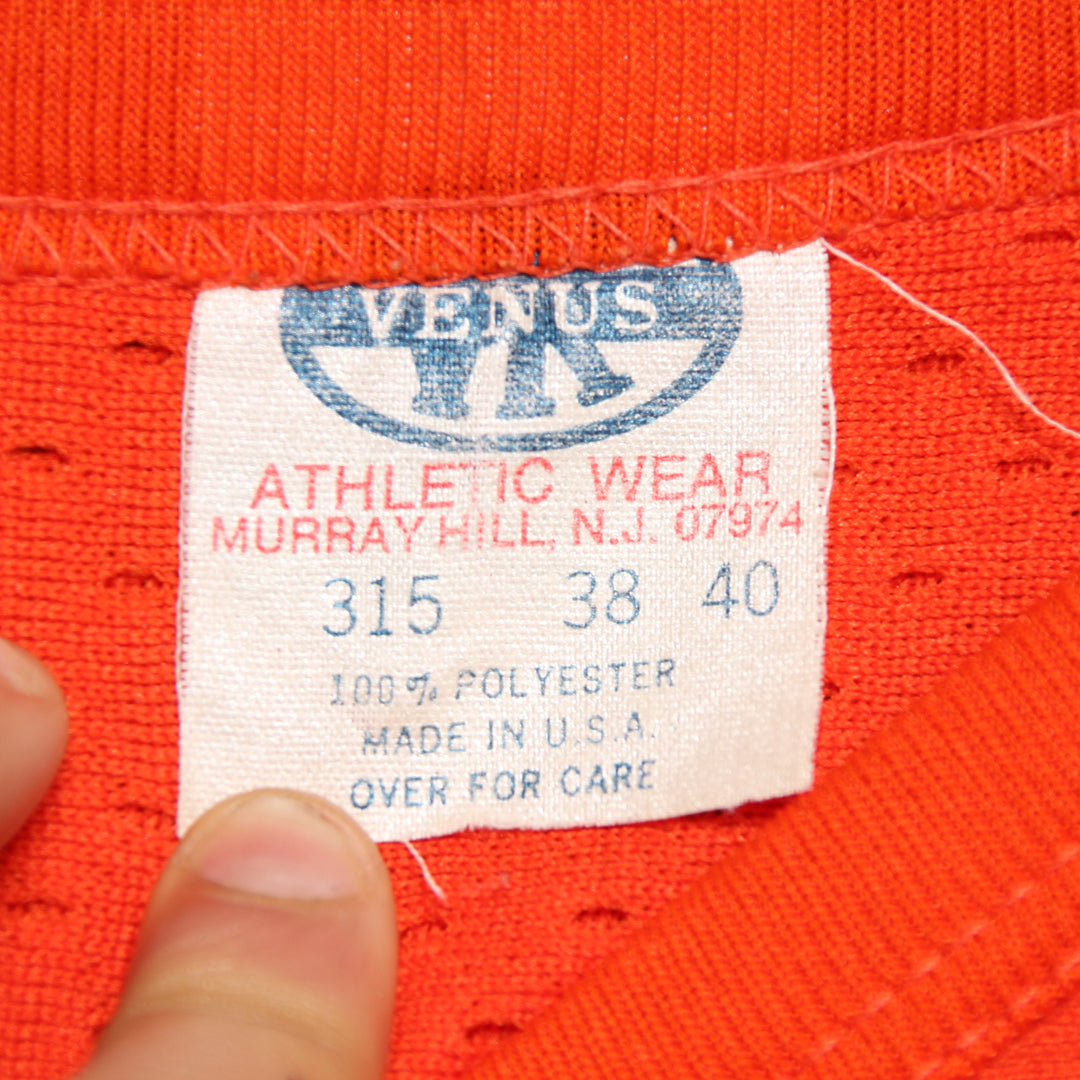 VENUS
ATHLETIC WEAR
MURRAY HILL, N.J. 07974
315 38 40
100% POLYESTER
MADE IN U.S.A.
OVER FOR CARE